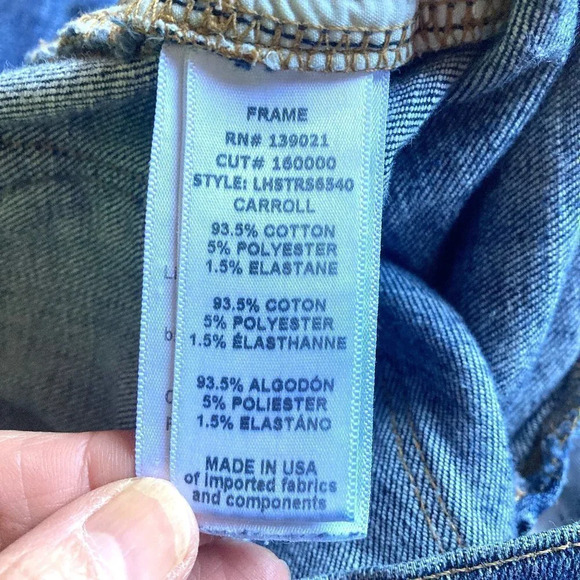 FRAME
RN# 139021
CUT# 160000
STYLE: LHSTR56540
CARROLL
93.5% COTTON
5% POLYESTER
1.5% ELASTANE
93.5% COTON
5% POLYESTER
1.5% ÉLASTHANNE
93.5% ALGODÓN
5% POLIESTER
1.5% ELASTÁNO
MADE IN USA
of imported fabrics
and components